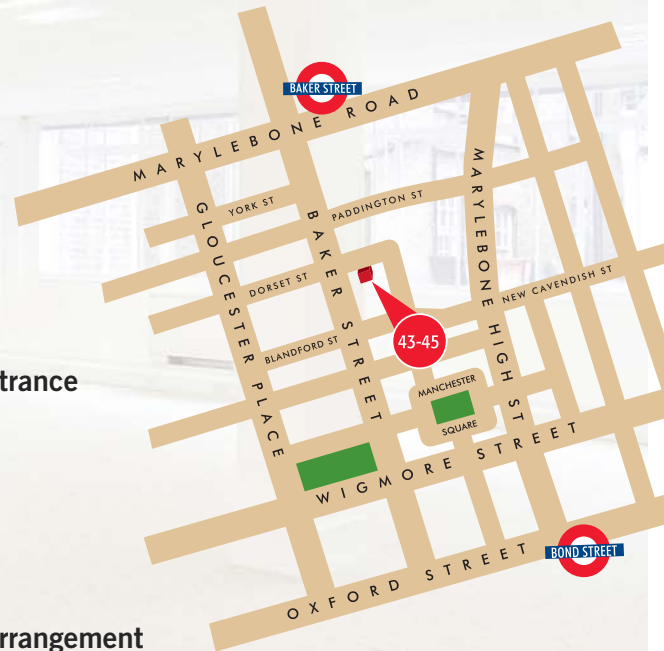 BAKER STREET
MARYLEBONE ROAD
YORK ST
PADDINGTON ST
GLOUCESTER PLACE
BAKER STREET
MARYLEBONE HIGH ST
DORSET ST
NEW CAVENDISH ST
BLANDFORD ST
43-45
trance
MANCHESTER
SQUARE
WIGMORE STREET
BOND STREET
OXFORD STREET
rrangement